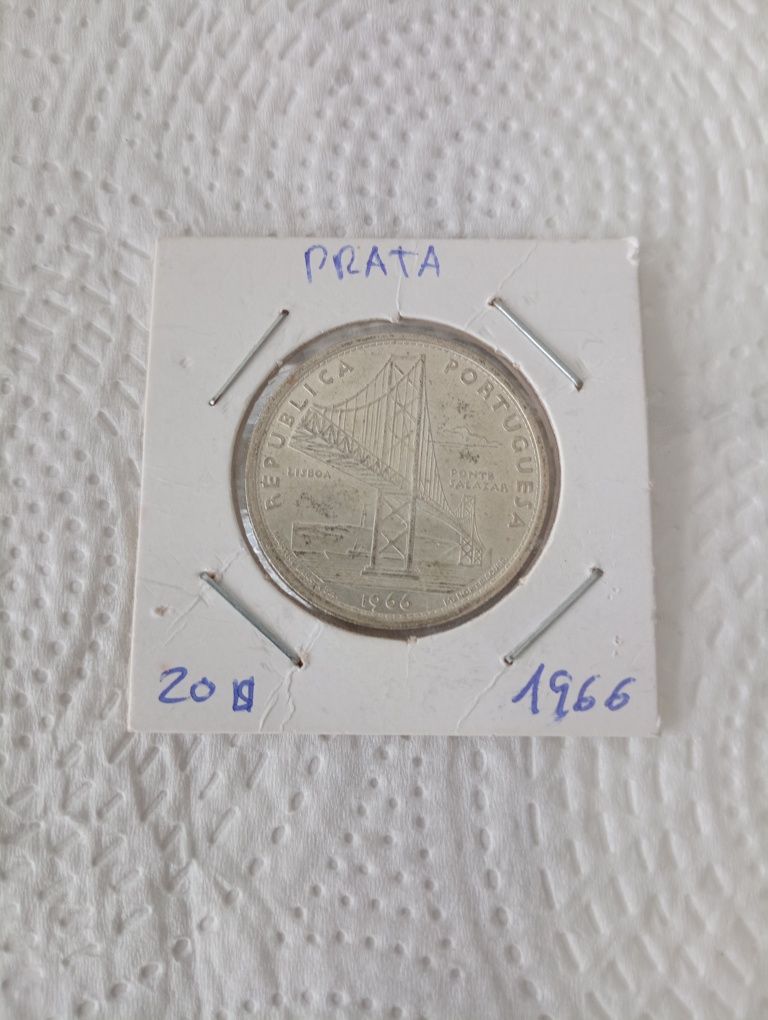 PRATA
REPUBLICA PORTUGUESA
LISBOA
PONTE
SALAZAR
1966
20$
1966